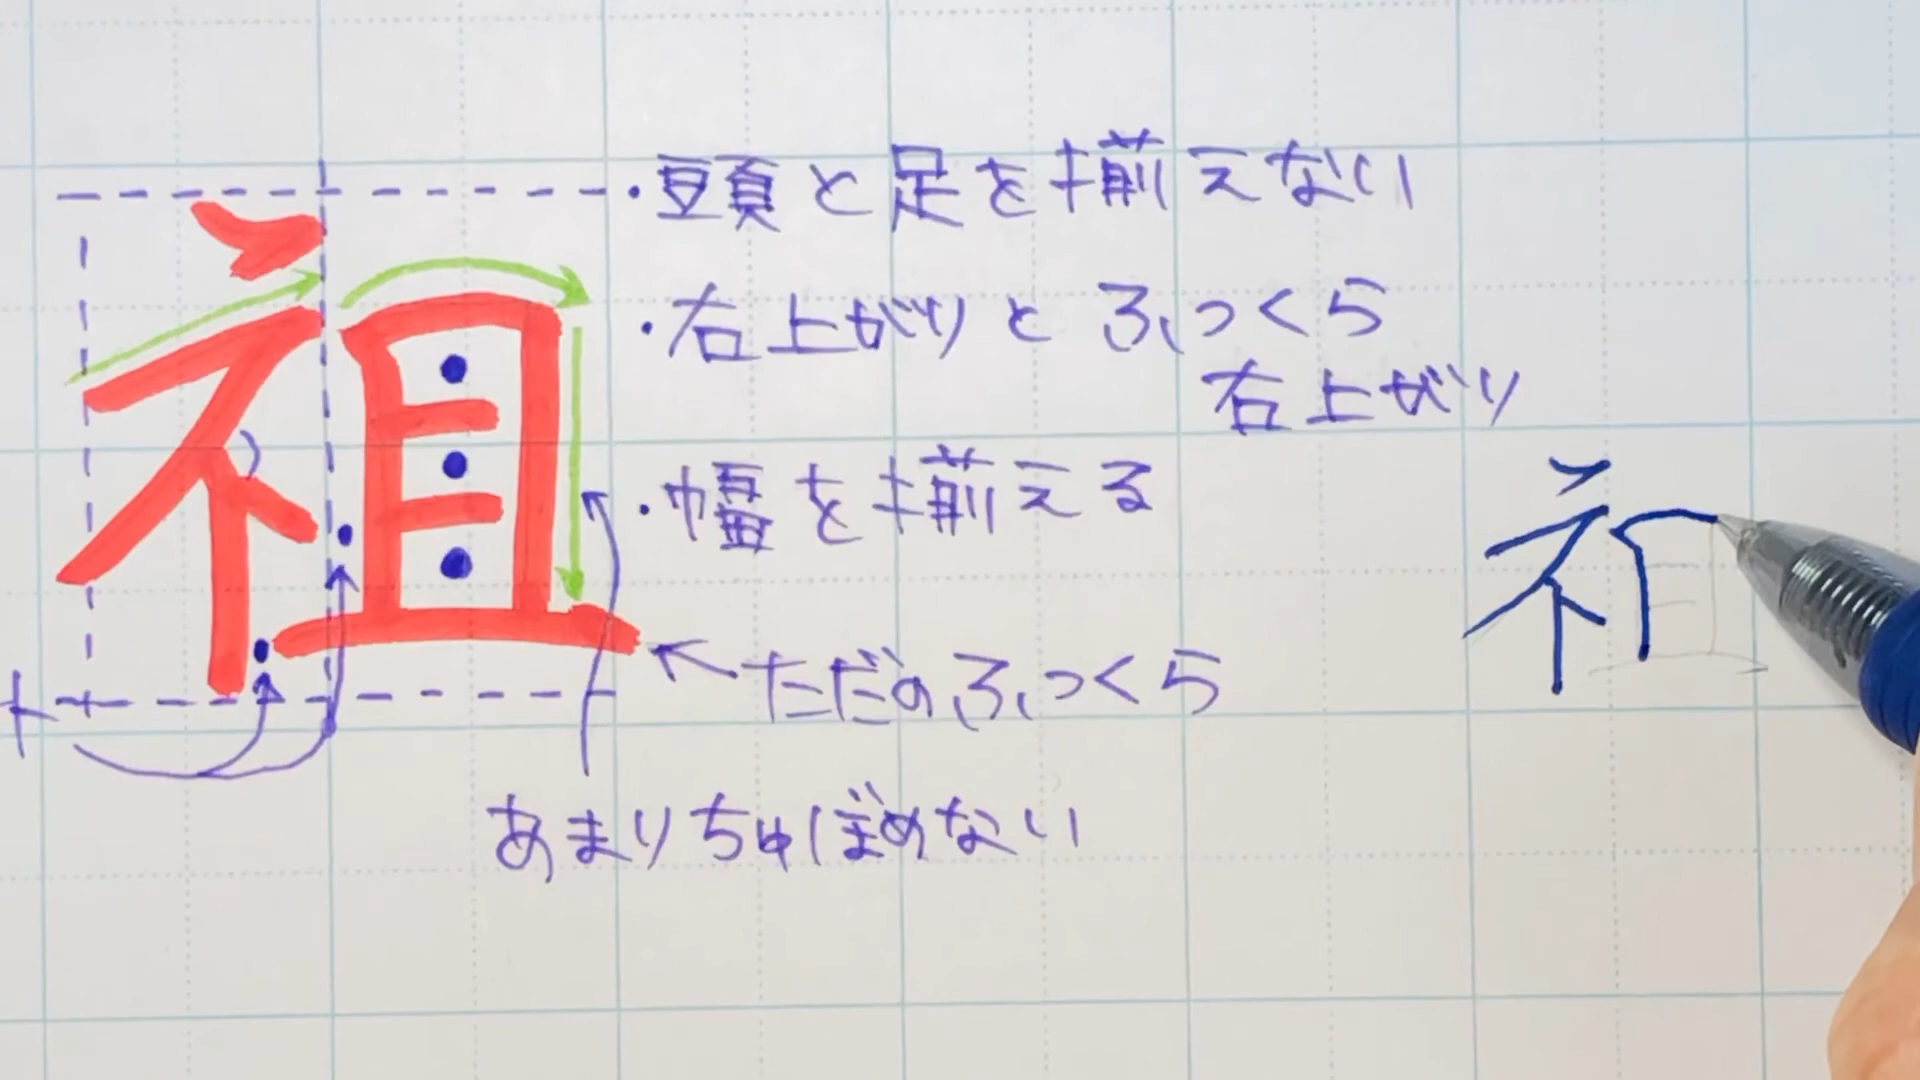 祖
・頭と足を揃えない
・右上がりと ふっくら
右上がり
・幅を揃える
ただのふっくら
あまりちゅぼめない